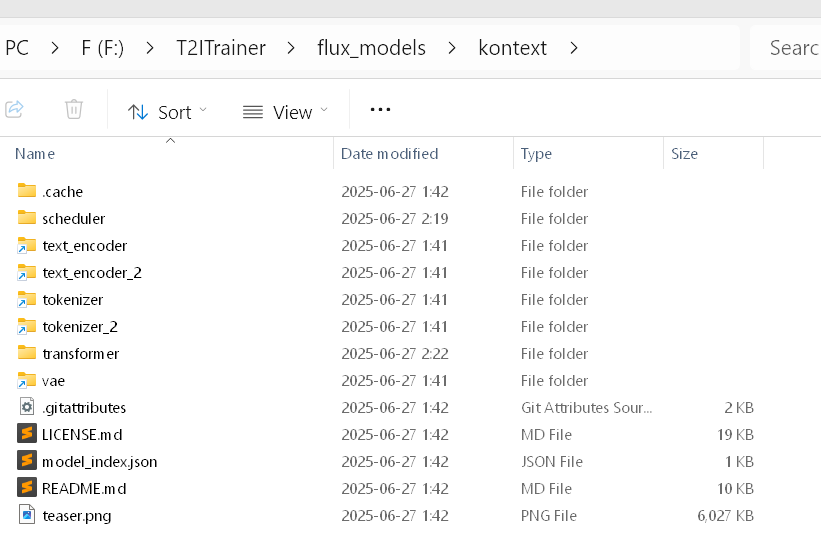 PC > F (F:) > T2ITrainer > flux_models > kontext > Searc
Sort View ...
Name Date modified Type Size
.cache 2025-06-27 1:42 File folder
scheduler 2025-06-27 2:19 File folder
text_encoder 2025-06-27 1:41 File folder
text_encoder_2 2025-06-27 1:41 File folder
tokenizer 2025-06-27 1:41 File folder
tokenizer_2 2025-06-27 1:41 File folder
transformer 2025-06-27 2:22 File folder
vae 2025-06-27 1:41 File folder
.gitattributes 2025-06-27 1:42 Git Attributes Sour... 2 KB
LICENSE.md 2025-06-27 1:42 MD File 19 KB
model_index.json 2025-06-27 1:42 JSON File 1 KB
README.md 2025-06-27 1:42 MD File 10 KB
teaser.png 2025-06-27 1:42 PNG File 6,027 KB